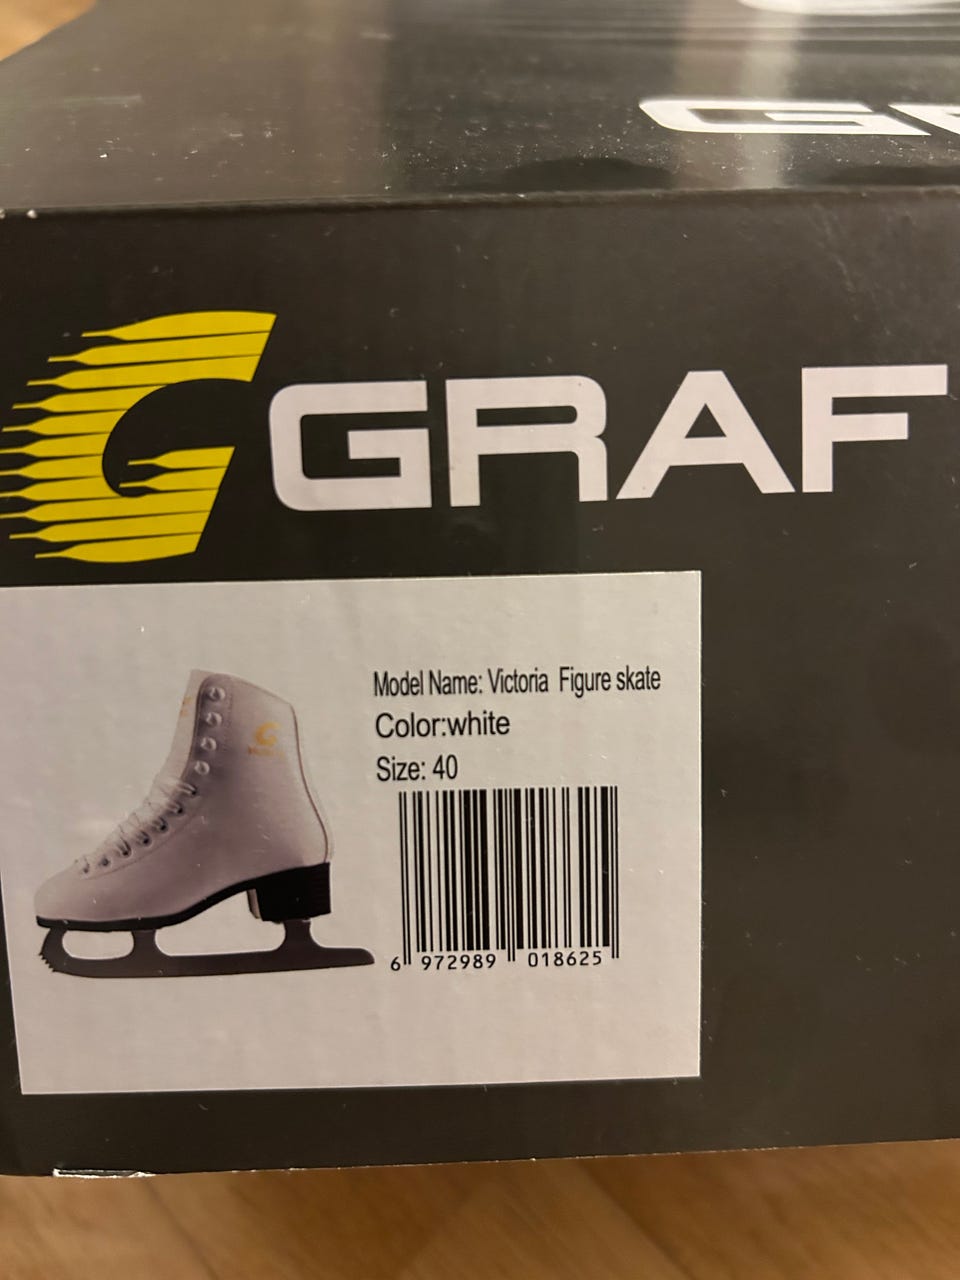 GRAF
Model Name: Victoria Figure skate
Color:white
Size: 40
6 972989 018625